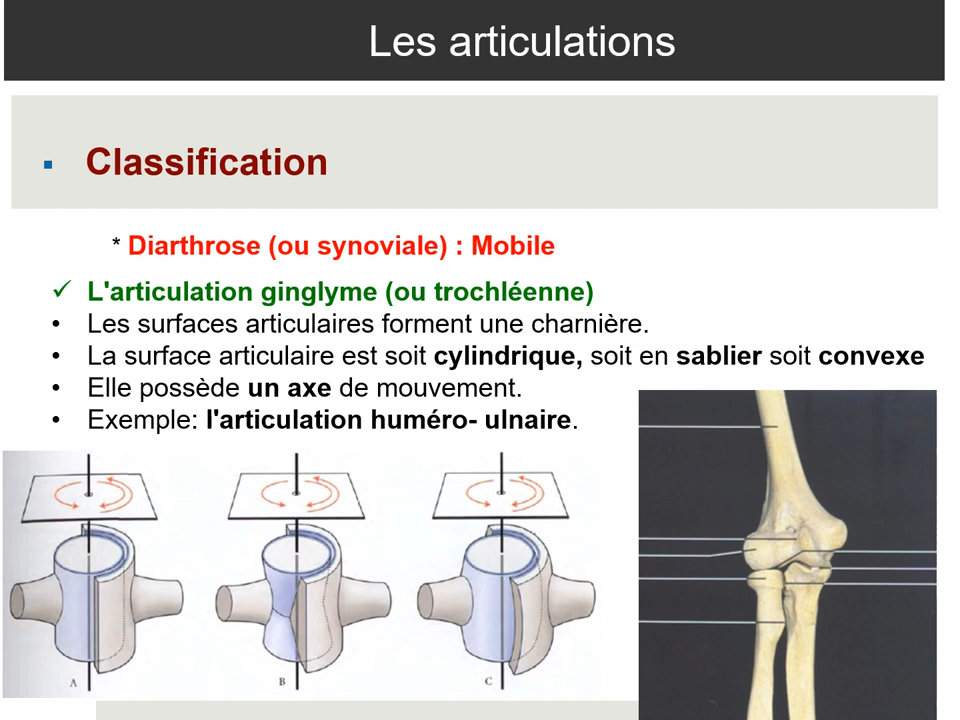 Les articulations
▪ Classification
* Diarthrose (ou synoviale) : Mobile
✓ L'articulation ginglyme (ou trochléenne)
• Les surfaces articulaires forment une charnière.
• La surface articulaire est soit cylindrique, soit en sablier soit convexe
• Elle possède un axe de mouvement.
• Exemple: l'articulation huméro- ulnaire.
A B C